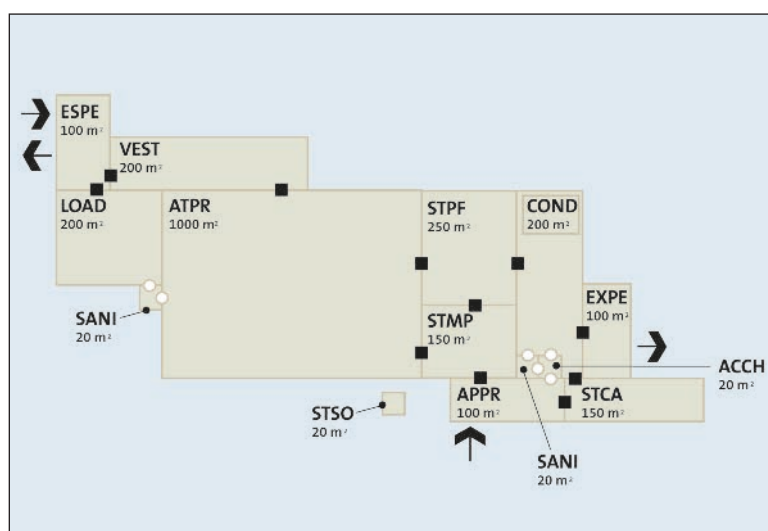 ESPE
100 m²
VEST
200 m²
LOAD
200 m²
ATPR
1000 m²
STPF
250 m²
COND
200 m²
EXPE
100 m²
SANI
20 m²
STMP
150 m²
ACCH
20 m²
STSO
20 m²
APPR
100 m²
STCA
150 m²
SANI
20 m²